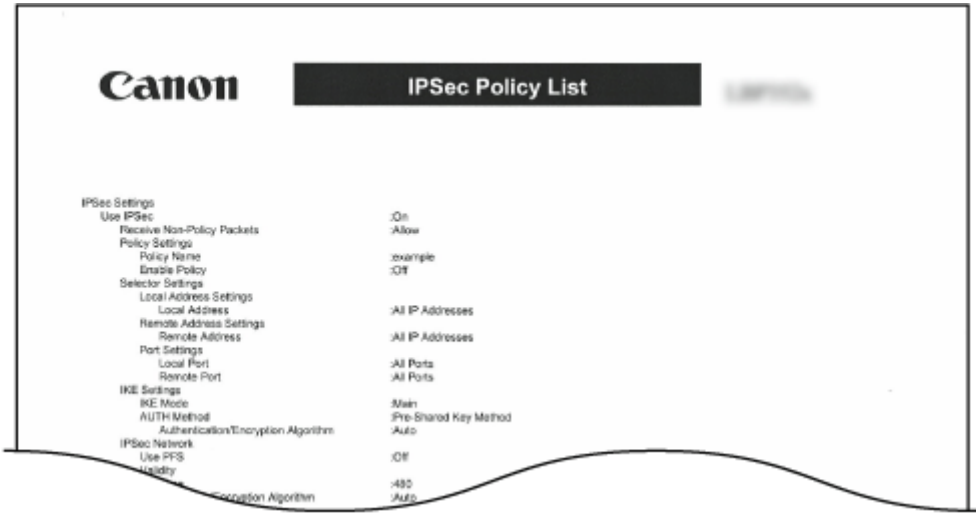 Canon
IPSec Policy List
IPSec Settings
Use IPSec :On
Receive Non-Policy Packets :Allow
Policy Settings
Policy Name :example
Enable Policy :Off
Selector Settings
Local Address Settings
Local Address :All IP Addresses
Remote Address Settings
Remote Address :All IP Addresses
Port Settings
Local Port :All Ports
Remote Port :All Ports
IKE Settings
IKE Mode :Main
AUTH Method :Pre-Shared Key Method
Authentication/Encryption Algorithm :Auto
IPSec Network
Use PFS :Off
Validity
:480
/Encryption Algorithm :Auto